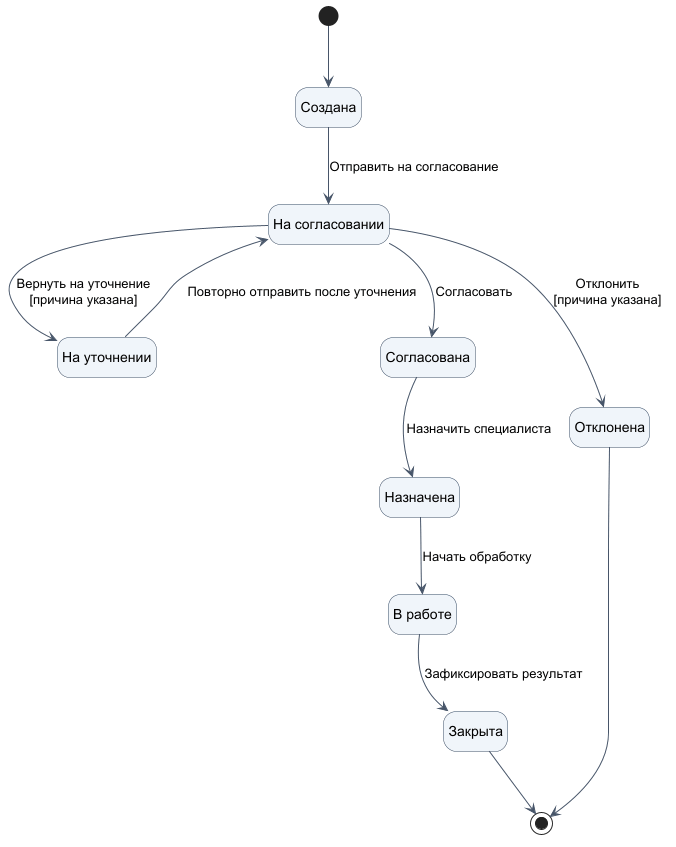 Создана
Отправить на согласование
На согласовании
Вернуть на уточнение
[причина указана]
Повторно отправить после уточнения
Согласовать
Отклонить
[причина указана]
На уточнении
Согласована
Отклонена
Назначить специалиста
Назначена
Начать обработку
В работе
Зафиксировать результат
Закрыта